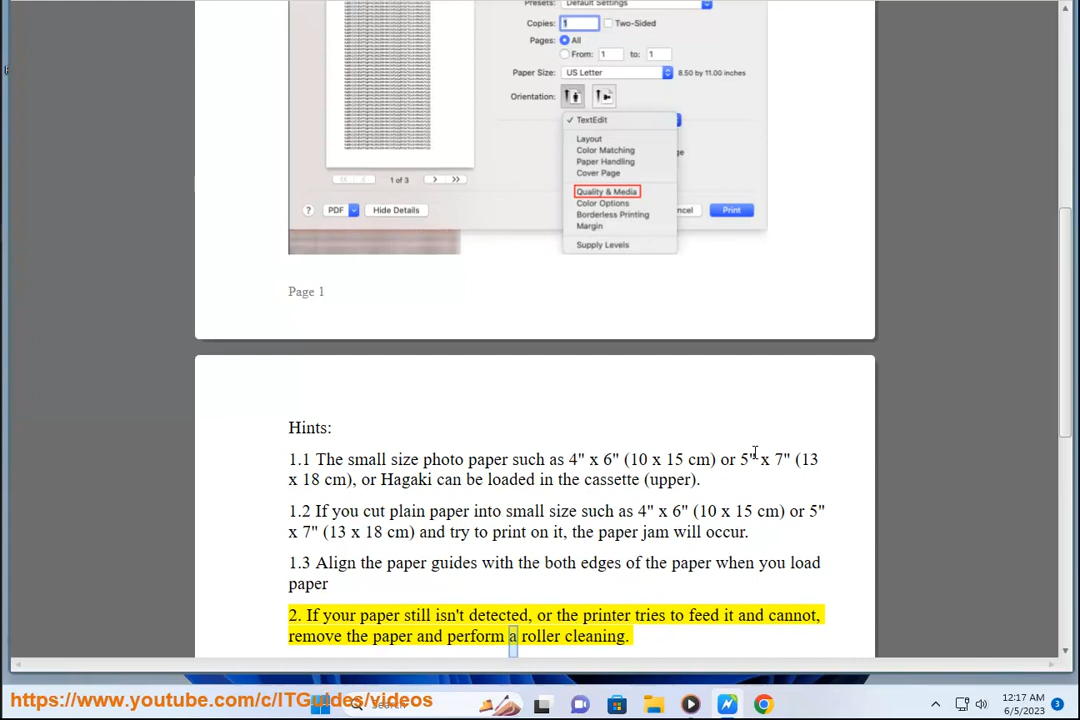 Presets: Default Settings
Copies: 1 Two-Sided
Pages: All
From: 1 to: 1
Paper Size: US Letter 8.50 by 11.00 inches
Orientation:
✓ TextEdit
Layout
Color Matching
Paper Handling
Cover Page
Quality & Media
Color Options
Borderless Printing
Margin
Supply Levels
1 of 3
? PDF Hide Details ncel Print
Page 1
Hints:
1.1 The small size photo paper such as 4" x 6" (10 x 15 cm) or 5" x 7" (13
x 18 cm), or Hagaki can be loaded in the cassette (upper).
1.2 If you cut plain paper into small size such as 4" x 6" (10 x 15 cm) or 5"
x 7" (13 x 18 cm) and try to print on it, the paper jam will occur.
1.3 Align the paper guides with the both edges of the paper when you load
paper
2. If your paper still isn't detected, or the printer tries to feed it and cannot,
remove the paper and perform a roller cleaning.
https://www.youtube.com/c/ITGuides/videos
Search
12:17 AM
6/5/2023
3